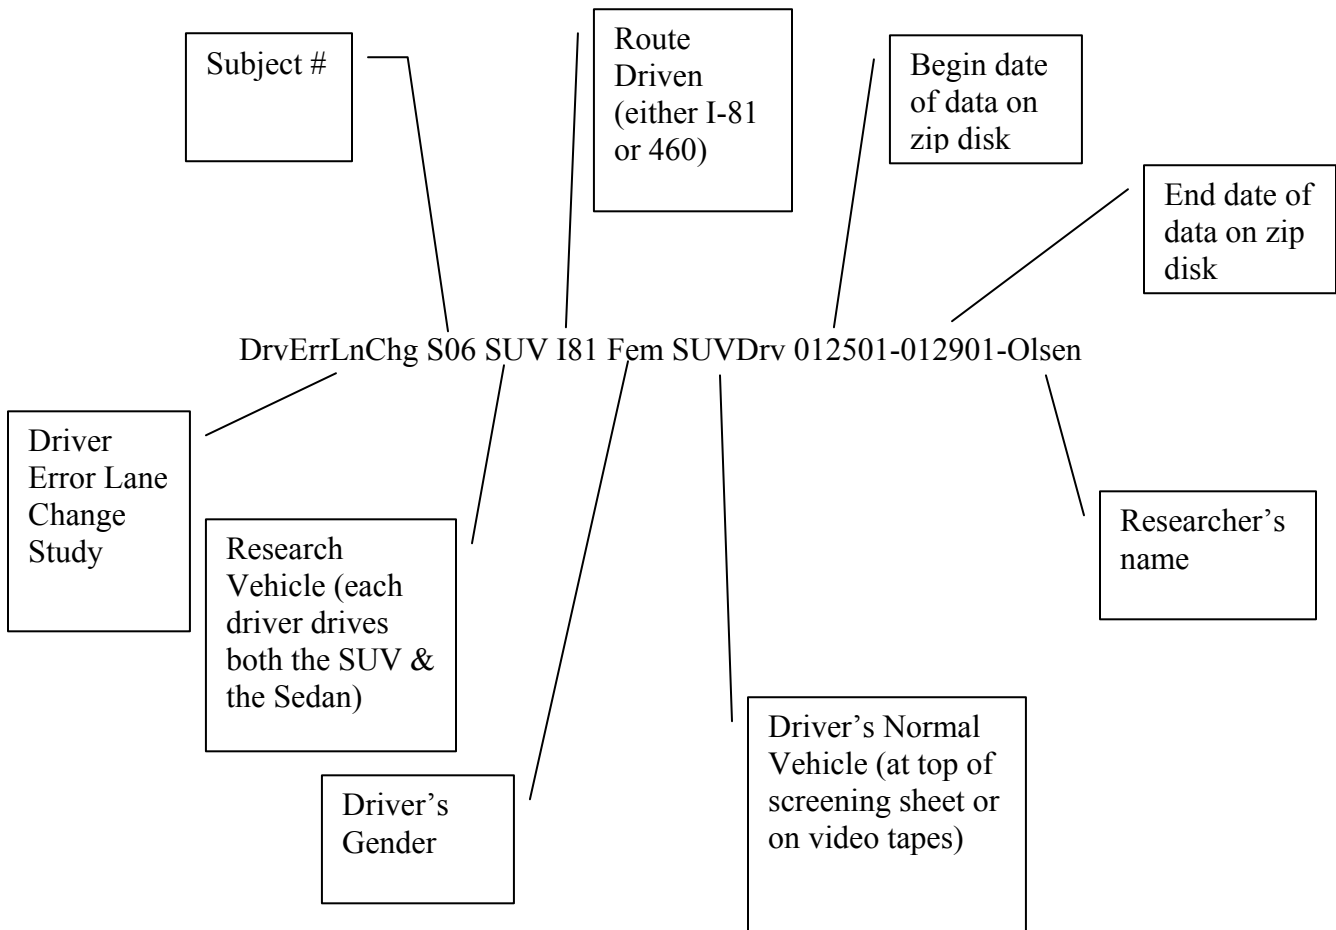 Subject #
Route
Driven
(either I-81
or 460)
Begin date
of data on
zip disk
End date of
data on zip
disk
DrvErrLnChg S06 SUV I81 Fem SUVDrv 012501-012901-Olsen
Driver
Error Lane
Change
Study
Research
Vehicle (each
driver drives
both the SUV &
the Sedan)
Driver’s
Gender
Driver’s Normal
Vehicle (at top of
screening sheet or
on video tapes)
Researcher’s
name